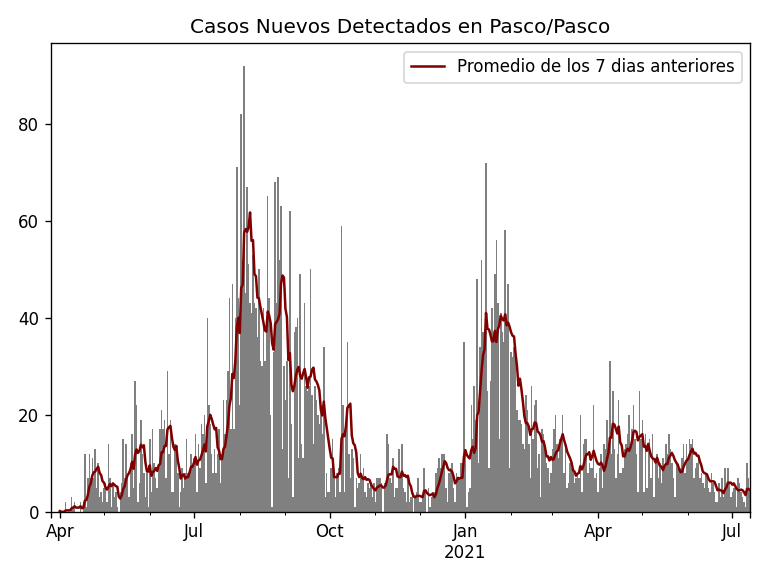 Casos Nuevos Detectados en Pasco/Pasco
Promedio de los 7 dias anteriores
80
60
40
20
0
Apr Jul Oct Jan Apr Jul
2021